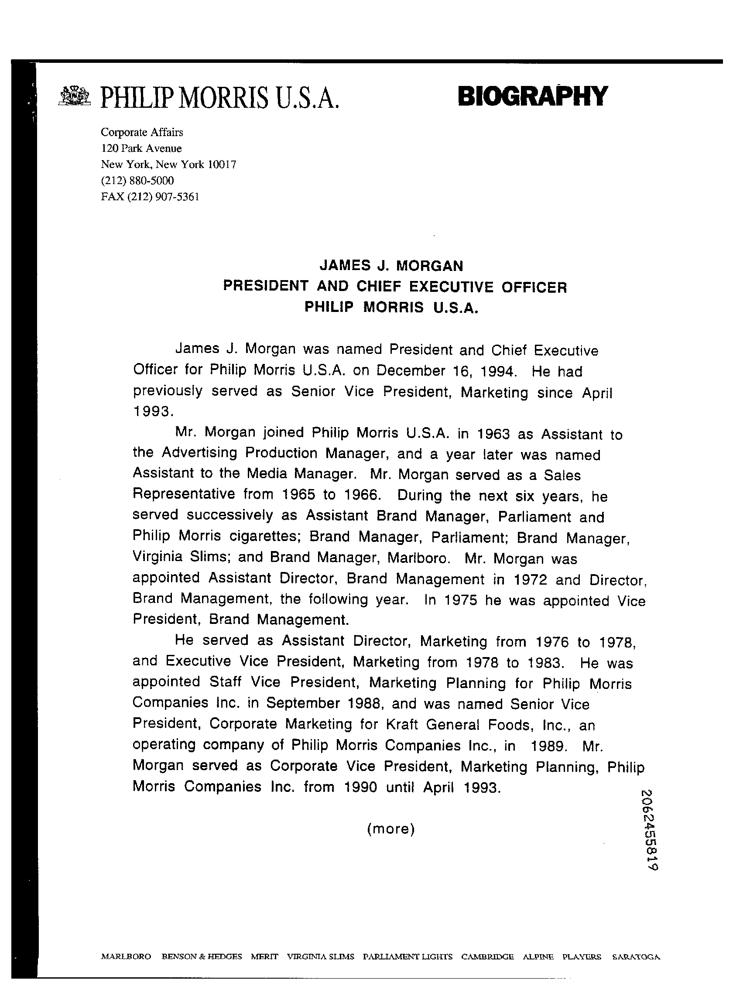 PHILIP MORRIS U.S.A.
BIOGRAPHY
Corporate Affairs
120 Park Avenue
New York, New York 10017
(212) 880-5000
FAX (212) 907-5361
JAMES J. MORGAN
PRESIDENT AND CHIEF EXECUTIVE OFFICER
PHILIP MORRIS U.S.A.
James J. Morgan was named President and Chief Executive
Officer for Philip Morris U.S.A. on December 16, 1994. He had
previously served as Senior Vice President, Marketing since April
1993.
Mr. Morgan joined Philip Morris U.S.A. in 1963 as Assistant to
the Advertising Production Manager, and a year later was named
Assistant to the Media Manager. Mr. Morgan served as a Sales
Representative from 1965 to 1966. During the next six years, he
served successively as Assistant Brand Manager, Parliament and
Philip Morris cigarettes; Brand Manager, Parliament; Brand Manager,
Virginia Slims; and Brand Manager, Marlboro. Mr. Morgan was
appointed Assistant Director, Brand Management in 1972 and Director,
Brand Management, the following year. In 1975 he was appointed Vice
President, Brand Management.
He served as Assistant Director, Marketing from 1976 to 1978,
and Executive Vice President, Marketing from 1978 to 1983. He was
appointed Staff Vice President, Marketing Planning for Philip Morris
Companies Inc. in September 1988, and was named Senior Vice
President, Corporate Marketing for Kraft General Foods, Inc., an
operating company of Philip Morris Companies Inc., in 1989. Mr.
Morgan served as Corporate Vice President, Marketing Planning, Philip
Morris Companies Inc. from 1990 until April 1993.
(more)
2062455819
MARLBORO BENSON & HEDGES MERIT VIRGINIA SLIMS PARLIAMENT LIGHTS CAMBRIDGE ALPINE PLAYERS SARATOGA